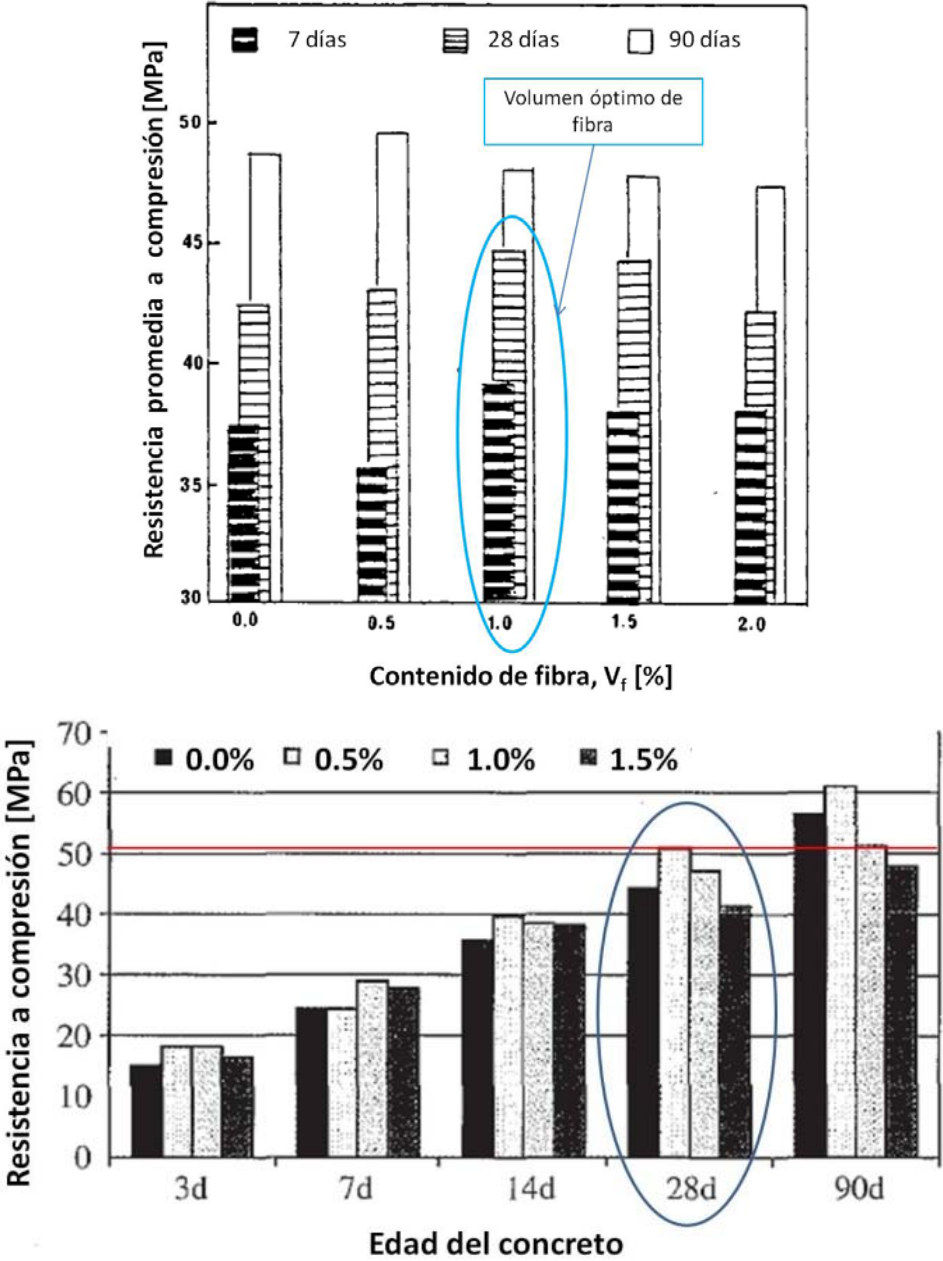 7 días 28 días 90 días
Volumen óptimo de
fibra
Resistencia promedia a compresión [MPa]
50
45
40
35
30
0.0 0.5 1.0 1.5 2.0
Contenido de fibra, Vf [%]
0.0% 0.5% 1.0% 1.5%
Resistencia a compresión [MPa]
70
60
50
40
30
20
10
0
3d 7d 14d 28d 90d
Edad del concreto